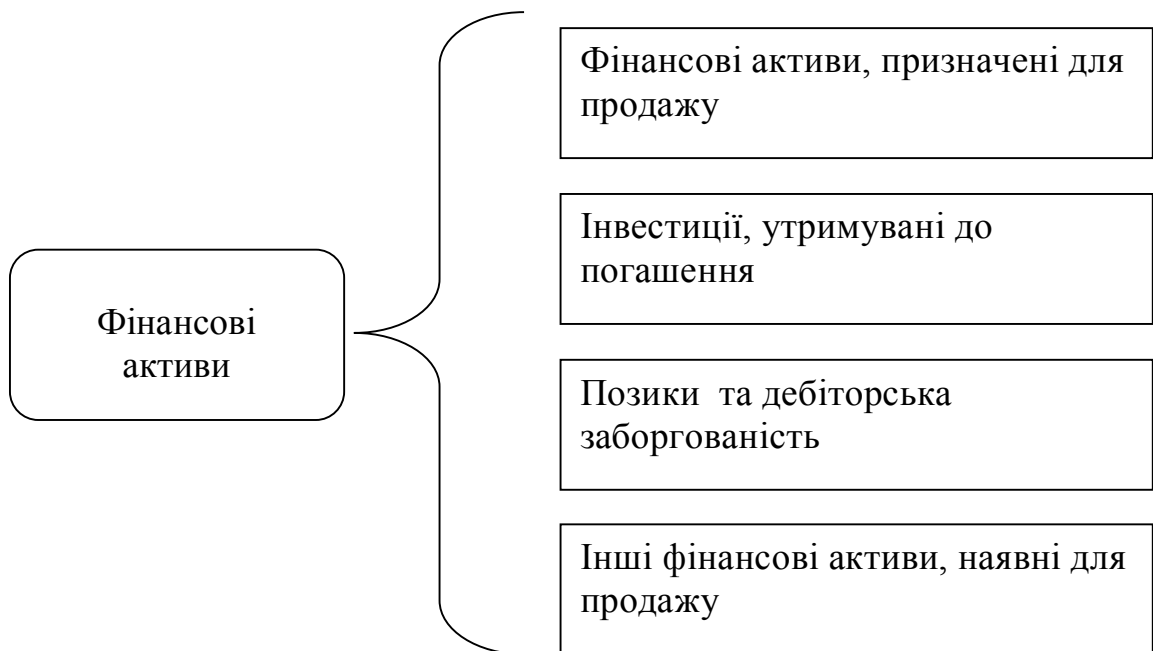 Фінансові активи, призначені для
продажу
Інвестиції, утримувані до
погашення
Фінансові
активи
Позики та дебіторська
заборгованість
Інші фінансові активи, наявні для
продажу